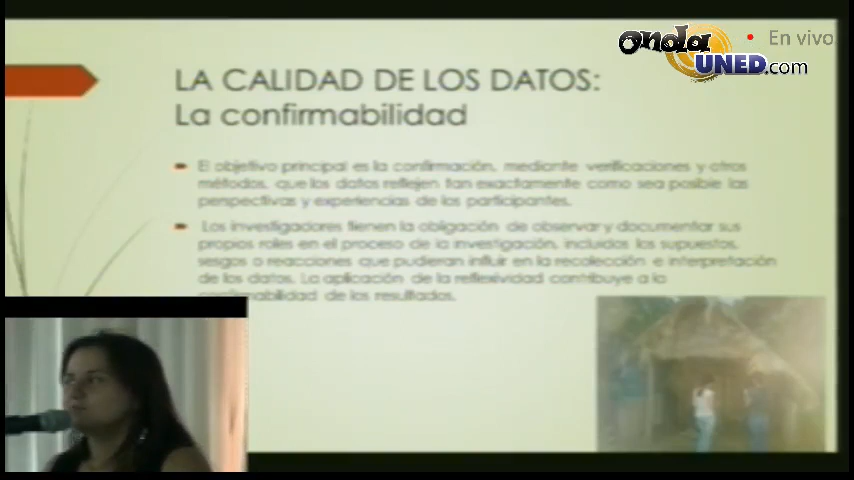 onda
UNED.com
En vivo
LA CALIDAD DE LOS DATOS:
La confirmabilidad
El objetivo principal es la confirmación, mediante verificaciones y otros
métodos, que los datos reflejen tan exactamente como sea posible las
perspectivas y experiencias de los participantes.
Los investigadores tienen la obligación de observar y documentar sus
propios roles en el proceso de la investigación, incluidos los supuestos,
sesgos o reacciones que pudieran influir en la recolección e interpretación
de los datos. La aplicación de la reflexividad contribuye a la
confirmabilidad de los resultados.